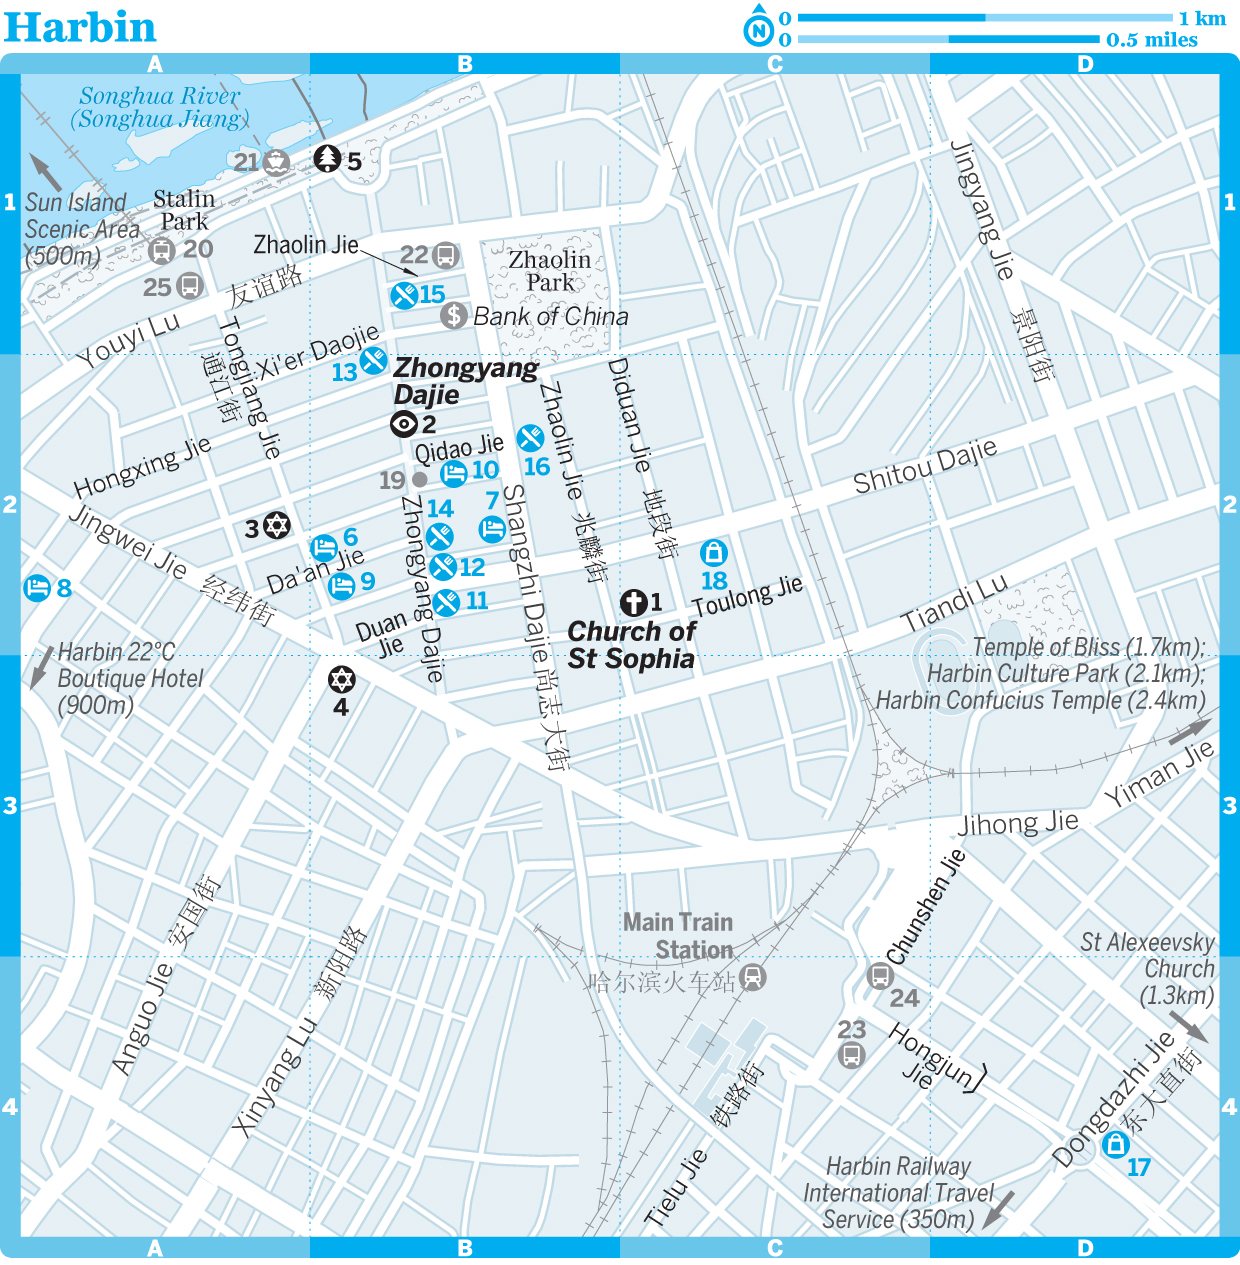 Harbin
N
0
1 km
0
0.5 miles
A
B
C
D
Songhua River
(Songhua Jiang)
21
5
1
Sun Island
Scenic Area
(500m)
Stalin
Park
20
25
Zhaolin Jie
22
15
Zhaolin
Park
$
Bank of China
Jingyang Jie
景阳街
1
Youyi Lu
友谊路
Tongjiang Jie
通江街
Xi'er Daojie
13
Zhongyang
Dajie
2
Qidao Jie
10
16
19
Zhaolin Jie
兆麟街
Diduan Jie
地段街
Shitou Dajie
Hongxing Jie
2
2
Jingwei Jie
经纬街
3
6
Da'an Jie
9
8
14
7
12
11
Zhongyang Dajie
Shangzhi Dajie
尚志大街
18
Toulong Jie
1
Church of
St Sophia
Tiandi Lu
Duan
Jie
Harbin 22°C
Boutique Hotel
(900m)
4
Temple of Bliss (1.7km);
Harbin Culture Park (2.1km);
Harbin Confucius Temple (2.4km)
Yiman Jie
3
3
Jihong Jie
Chunshen Jie
Anguo Jie
安国街
Xinyang Lu
新阳路
Main Train
Station
哈尔滨火车站
24
23
St Alexeevsky
Church
(1.3km)
Hongjun
Jie
Dongdazhi Jie
东大直街
4
4
铁路街
Tielu Jie
17
Harbin Railway
International Travel
Service (350m)
A
B
C
D